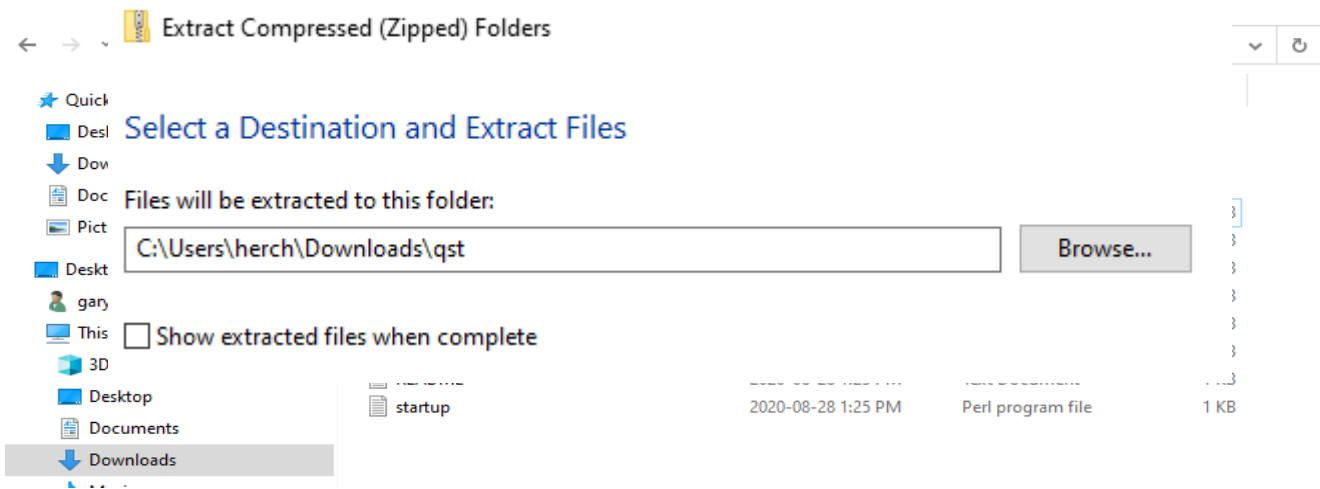 Extract Compressed (Zipped) Folders
Select a Destination and Extract Files
Files will be extracted to this folder:
C:\Users\herch\Downloads\qst
Browse...
Show extracted files when complete
Quick
Desl
Dow
Doc
Pict
Deskt
gary
This
3D
Desktop
Documents
Downloads
startup 2020-08-28 1:25 PM Perl program file 1 KB